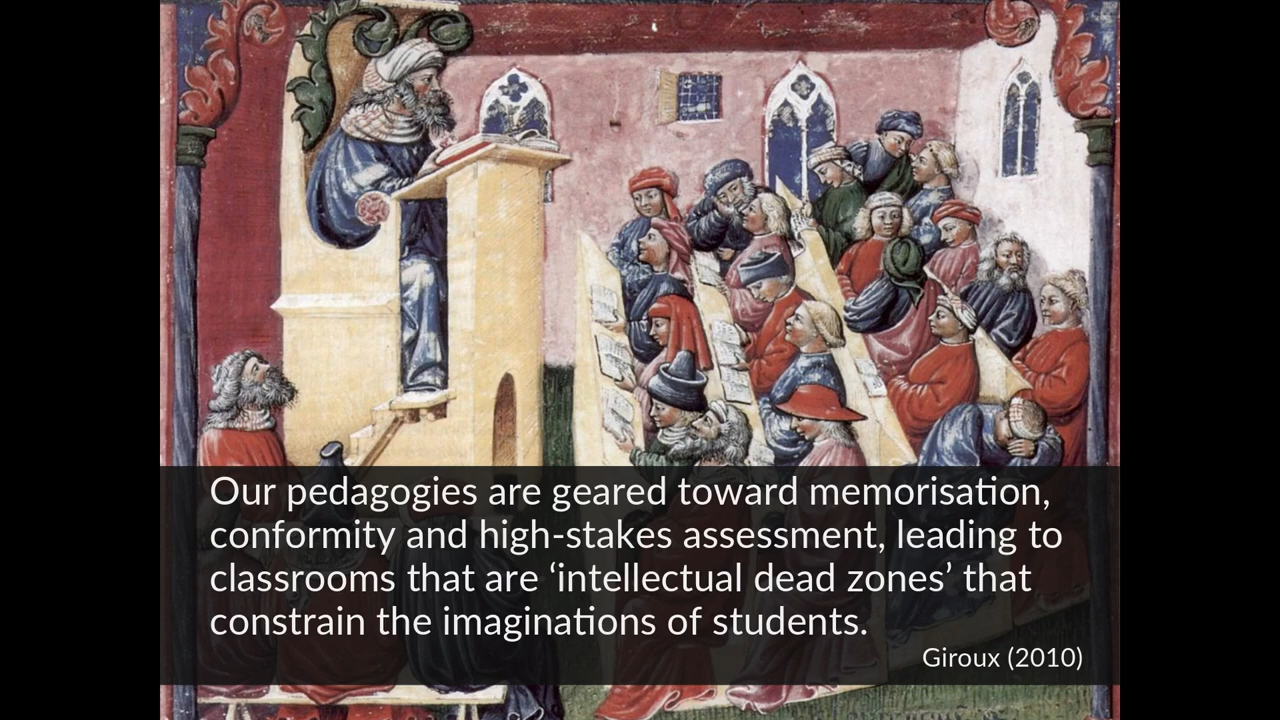 Our pedagogies are geared toward memorisation,
conformity and high-stakes assessment, leading to
classrooms that are ‘intellectual dead zones’ that
constrain the imaginations of students.
Giroux (2010)